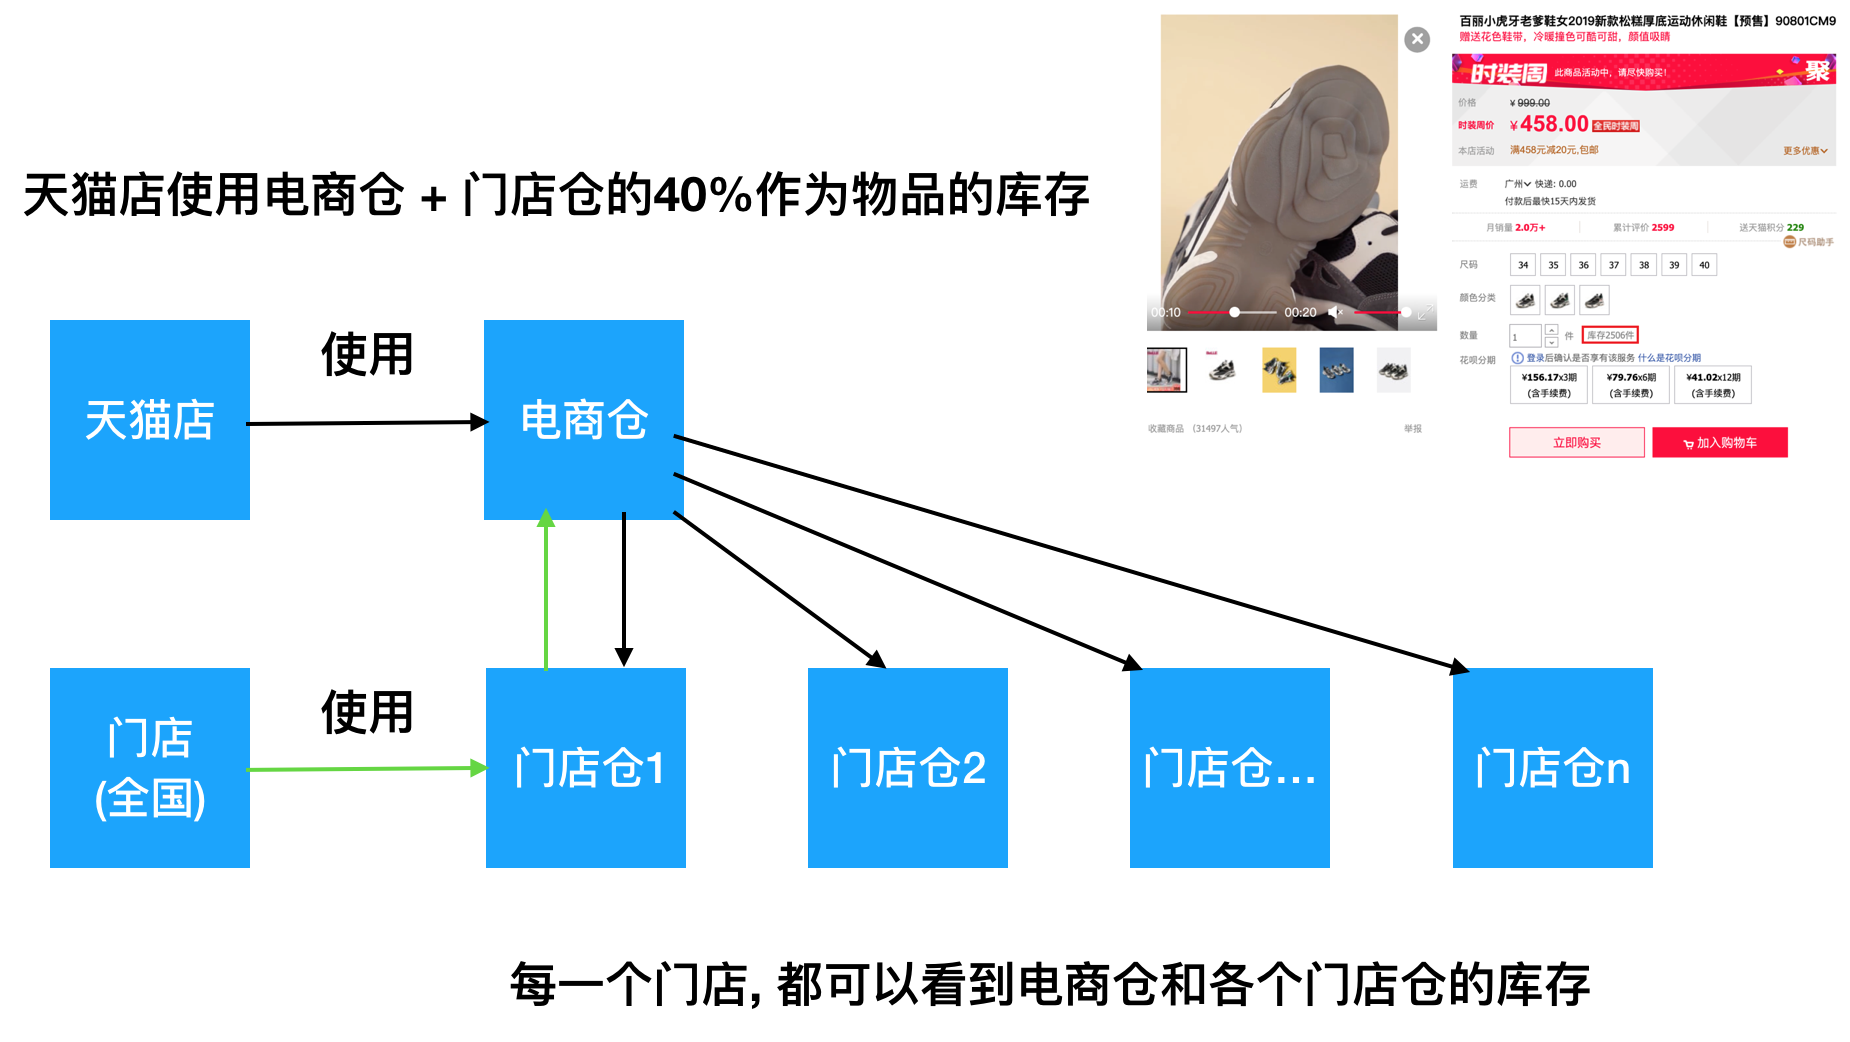 百丽小虎牙老爹鞋女2019新款松糕厚底运动休闲鞋【预售】90801CM9
赠送花色鞋带，冷暖撞色可酷可甜，颜值吸睛
时装周 此商品活动中，请尽快购买！ 聚
价格 ¥999.00
时装周价 ¥458.00 全民时装周
本店活动 满458元减20元,包邮 更多优惠
运费 广州 快递: 0.00
付款后最快15天内发货
月销量 2.0万+ 累计评价 2599 送天猫积分 229
尺码助手
尺码 34 35 36 37 38 39 40
颜色分类
数量 1 件 库存2506件
花呗分期 登录后确认是否享有该服务 什么是花呗分期
¥156.17x3期 ¥79.76x6期 ¥41.02x12期
(含手续费) (含手续费) (含手续费)
立即购买 加入购物车
00:10 00:20
收藏商品 (31497人气) 举报
天猫店使用电商仓 + 门店仓的40%作为物品的库存
天猫店
使用
电商仓
门店
(全国)
使用
门店仓1
门店仓2
门店仓...
门店仓n
每一个门店, 都可以看到电商仓和各个门店仓的库存